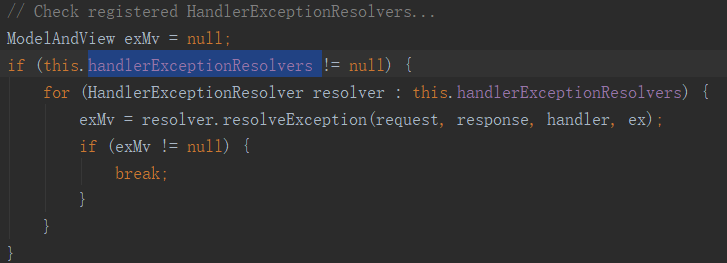 // Check registered HandlerExceptionResolvers...
ModelAndView exMv = null;
if (this.handlerExceptionResolvers != null) {
    for (HandlerExceptionResolver resolver : this.handlerExceptionResolvers) {
        exMv = resolver.resolveException(request, response, handler, ex);
        if (exMv != null) {
            break;
        }
    }
}